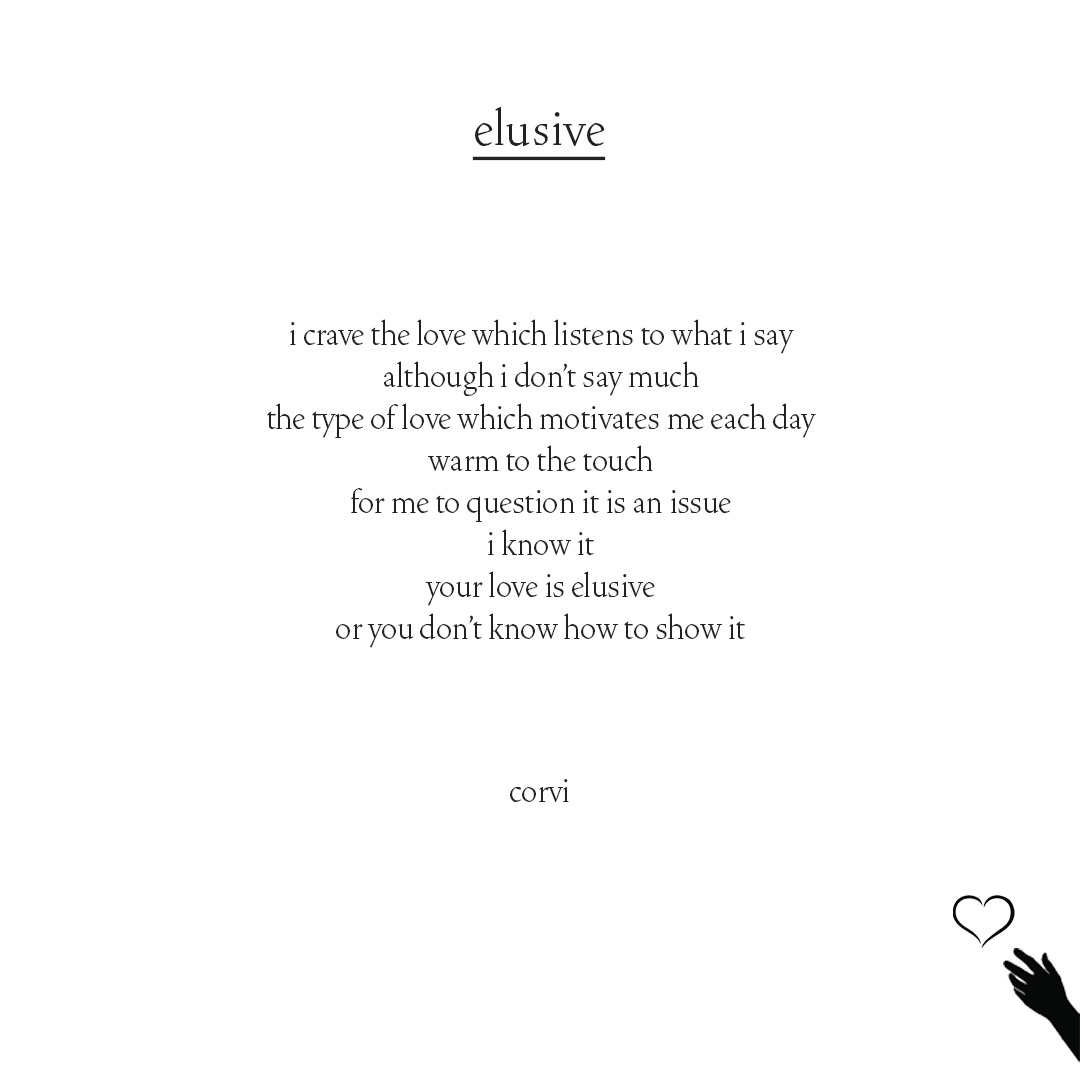 elusive
i crave the love which listens to what i say
although i don’t say much
the type of love which motivates me each day
warm to the touch
for me to question it is an issue
i know it
your love is elusive
or you don’t know how to show it
corvi